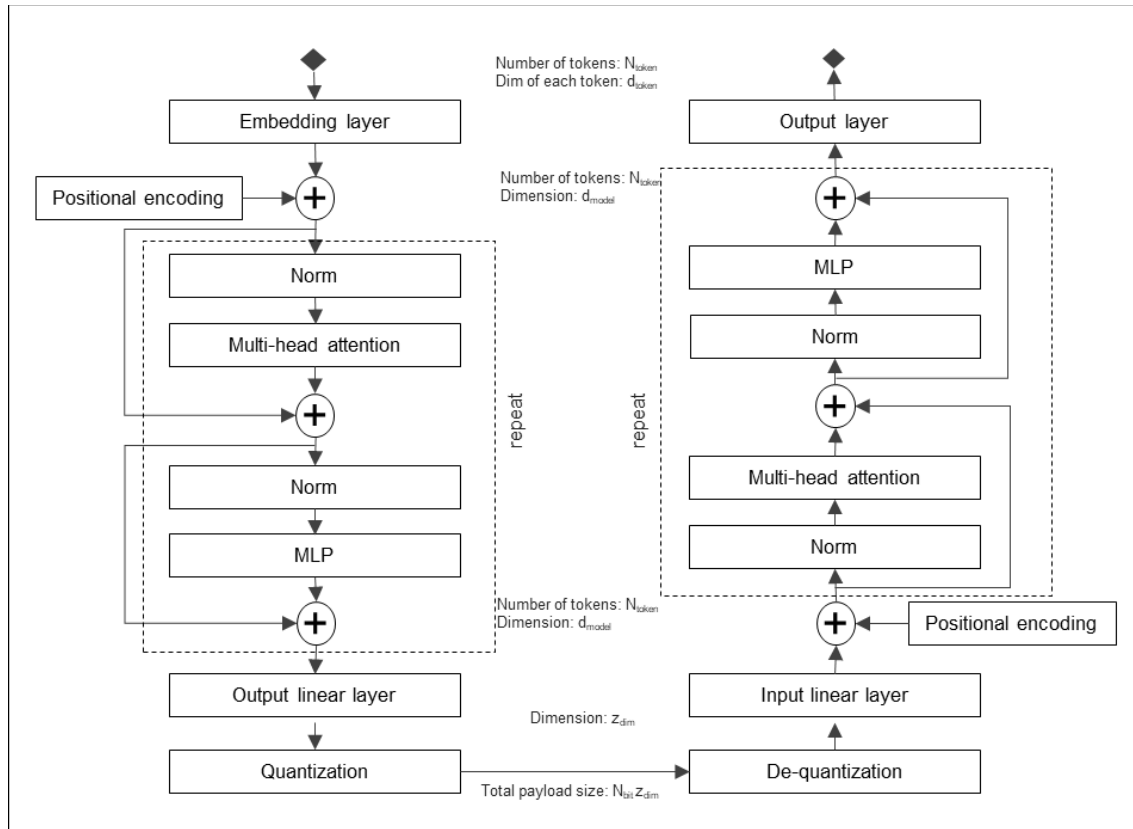 Number of tokens: Ntoken
Dim of each token: dtoken
Embedding layer
Output layer
Number of tokens: Ntoken
Dimension: dmodel
Positional encoding
+
+
Norm
MLP
Multi-head attention
Norm
+
+
repeat
repeat
Norm
Multi-head attention
MLP
Norm
Number of tokens: Ntoken
Dimension: dmodel
+
+
Positional encoding
Output linear layer
Input linear layer
Dimension: zdim
Quantization
De-quantization
Total payload size: Nbit zdim